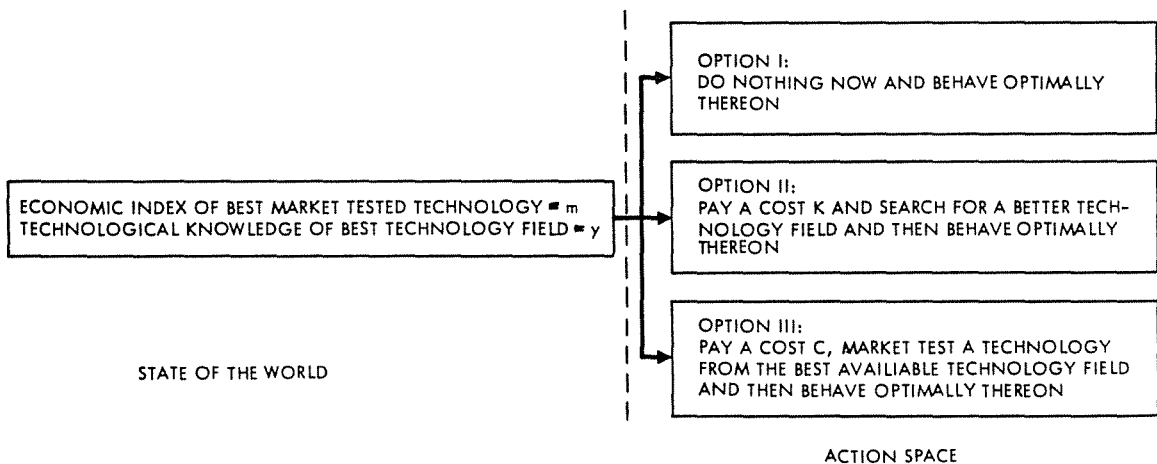 ECONOMIC INDEX OF BEST MARKET TESTED TECHNOLOGY = m
TECHNOLOGICAL KNOWLEDGE OF BEST TECHNOLOGY FIELD = y
STATE OF THE WORLD
OPTION I:
DO NOTHING NOW AND BEHAVE OPTIMALLY
THEREON
OPTION II:
PAY A COST K AND SEARCH FOR A BETTER TECH-
NOLOGY FIELD AND THEN BEHAVE OPTIMALLY
THEREON
OPTION III:
PAY A COST C, MARKET TEST A TECHNOLOGY
FROM THE BEST AVAILIABLE TECHNOLOGY FIELD
AND THEN BEHAVE OPTIMALLY THEREON
ACTION SPACE